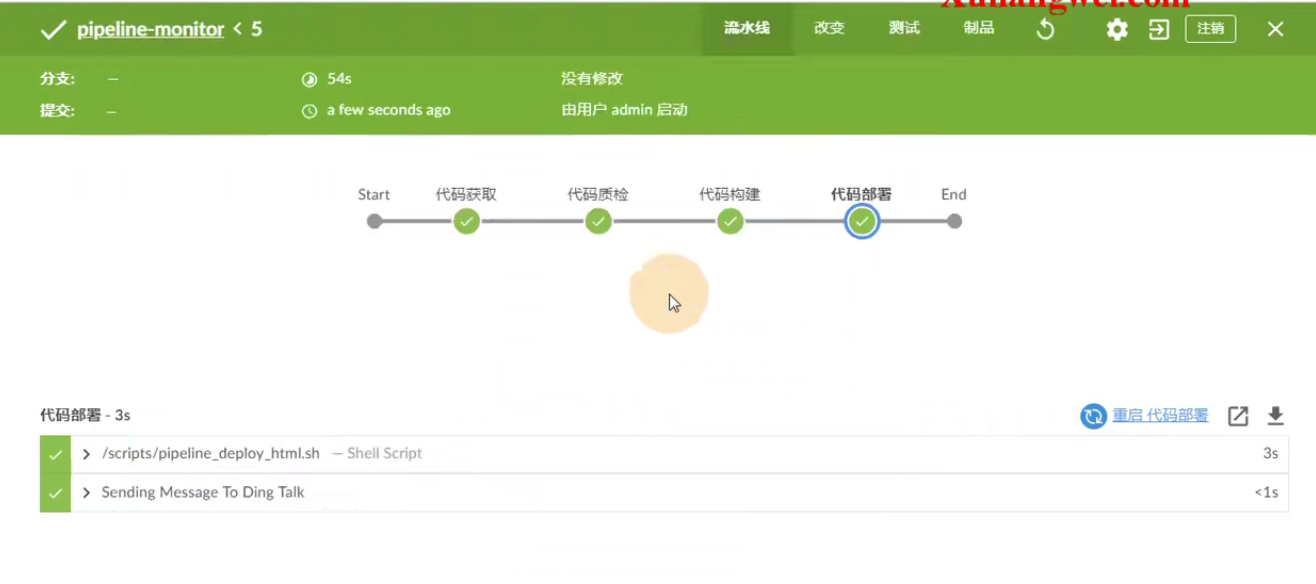 Xuliangwei.com
pipeline-monitor < 5
流水线 改变 测试 制品 注销
分支: — 54s 没有修改
提交: — a few seconds ago 由用户 admin 启动
Start 代码获取 代码质检 代码构建 代码部署 End
代码部署 - 3s 重启 代码部署
/scripts/pipeline_deploy_html.sh — Shell Script 3s
Sending Message To Ding Talk <1s